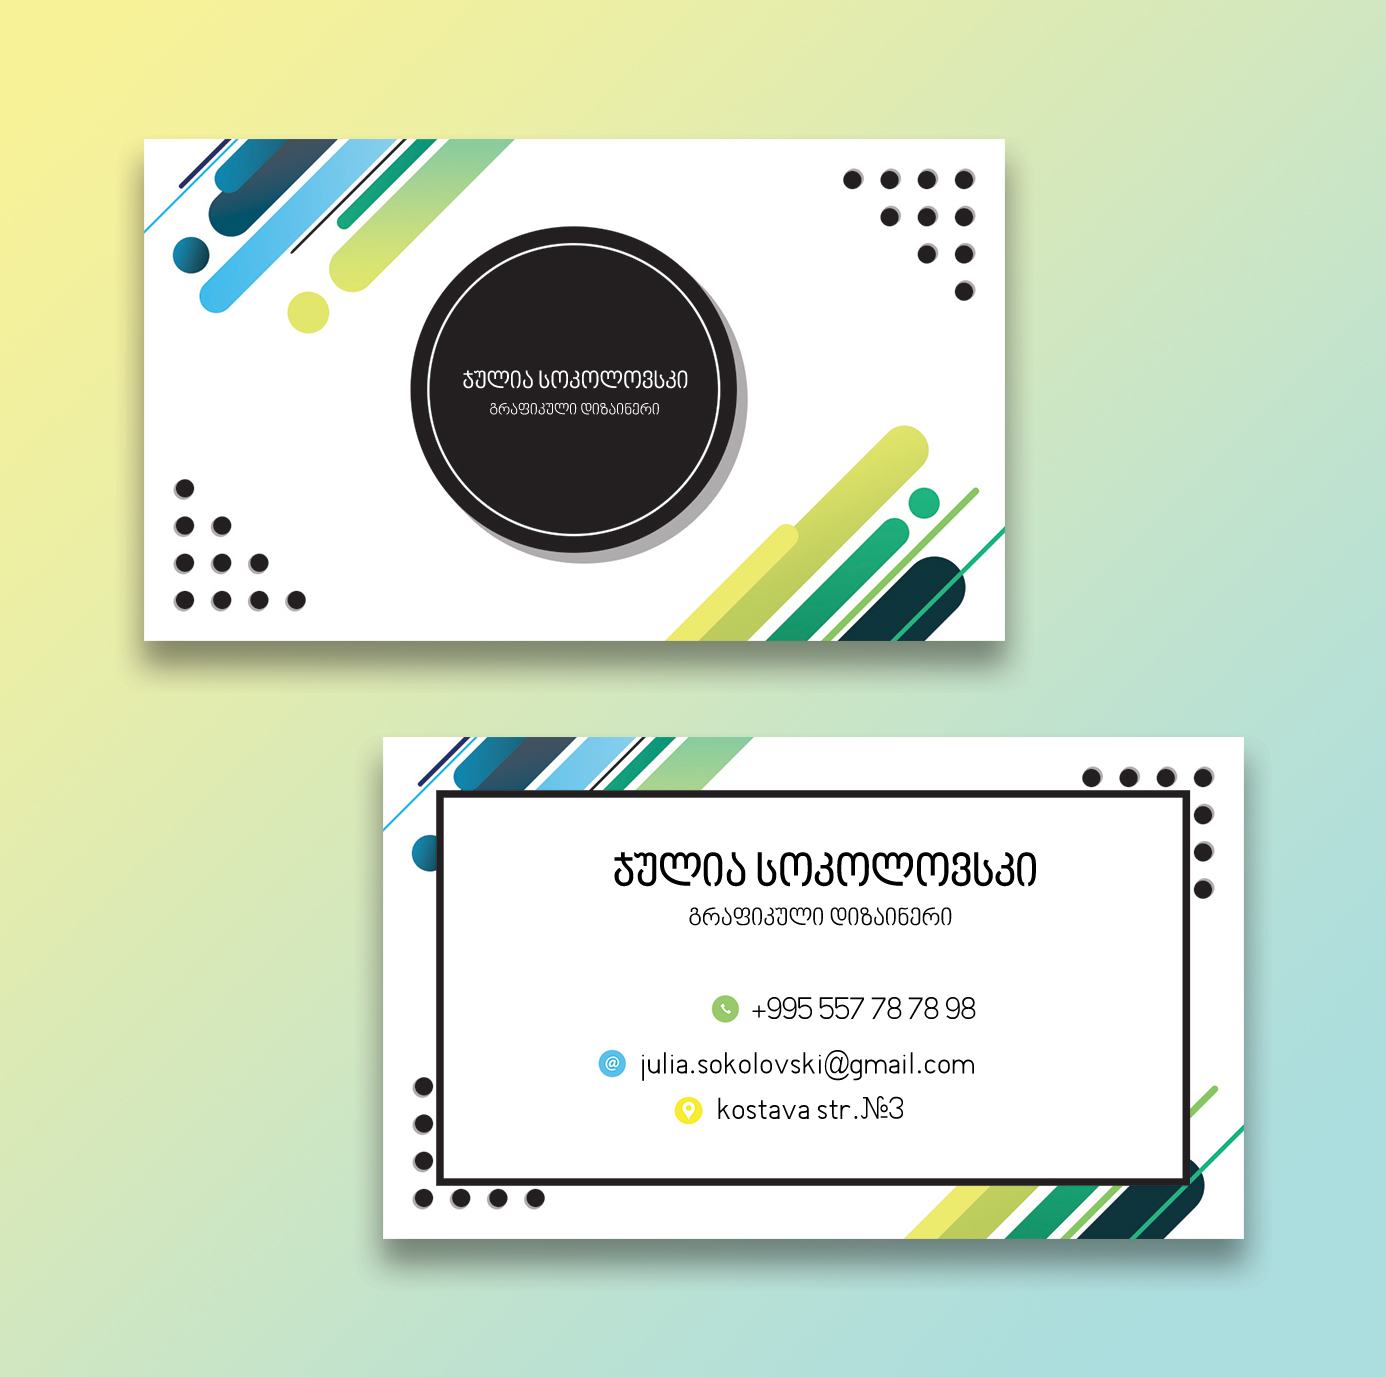 ჯულია სოკოლოვსკი
გრაფიკული დიზაინერი
ჯულია სოკოლოვსკი
გრაფიკული დიზაინერი
+995 557 78 78 98
@ julia.sokolovski@gmail.com
kostava str.№3